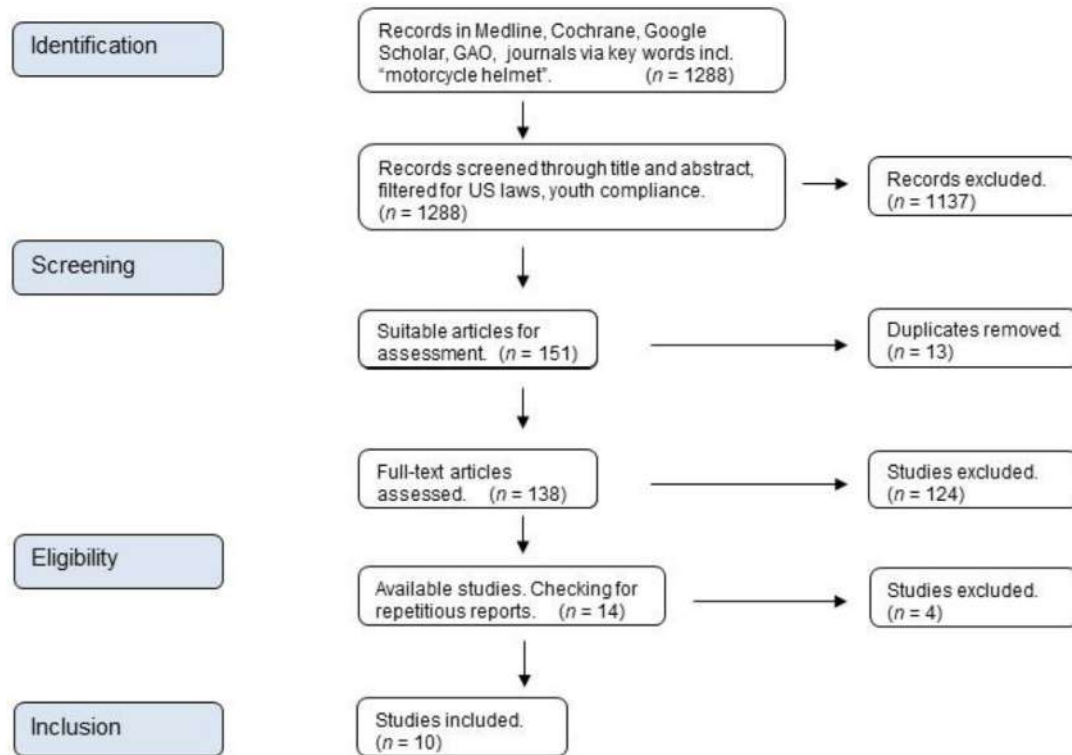 Identification
Records in Medline, Cochrane, Google
Scholar, GAO, journals via key words incl.
“motorcycle helmet”. (n = 1288)
Records screened through title and abstract,
filtered for US laws, youth compliance.
(n = 1288)
Records excluded.
(n = 1137)
Screening
Suitable articles for
assessment. (n = 151)
Duplicates removed.
(n = 13)
Full-text articles
assessed. (n = 138)
Studies excluded.
(n = 124)
Eligibility
Available studies. Checking for
repetitious reports. (n = 14)
Studies excluded.
(n = 4)
Inclusion
Studies included.
(n = 10)